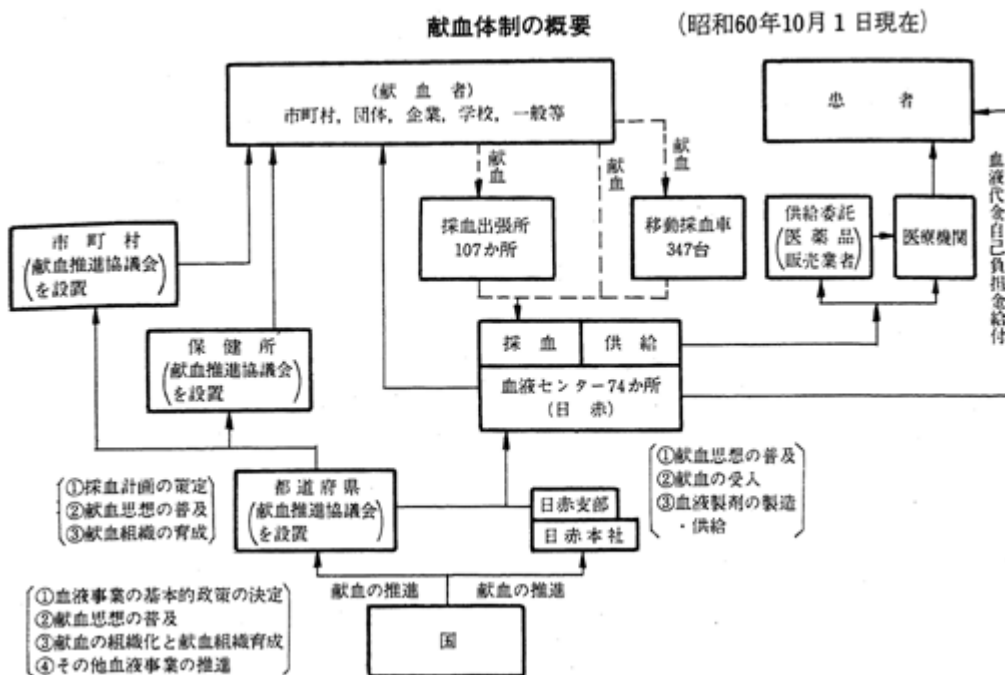 献血体制の概要 (昭和60年10月1日現在)
(献血者)
市町村，団体，企業，学校，一般等
患者
献血
献血
献血
血液代金自己負担金給付
採血出張所
107か所
移動採血車
347台
供給委託
(医薬品
販売業者)
医療機関
市町村
(献血推進協議会)
を設置
保健所
(献血推進協議会)
を設置
採血
供給
血液センター74か所
(日赤)
①採血計画の策定
②献血思想の普及
③献血組織の育成
都道府県
(献血推進協議会)
を設置
日赤支部
日赤本社
①献血思想の普及
②献血の受入
③血液製剤の製造
・供給
献血の推進
献血の推進
①血液事業の基本的政策の決定
②献血思想の普及
③献血の組織化と献血組織育成
④その他血液事業の推進
国